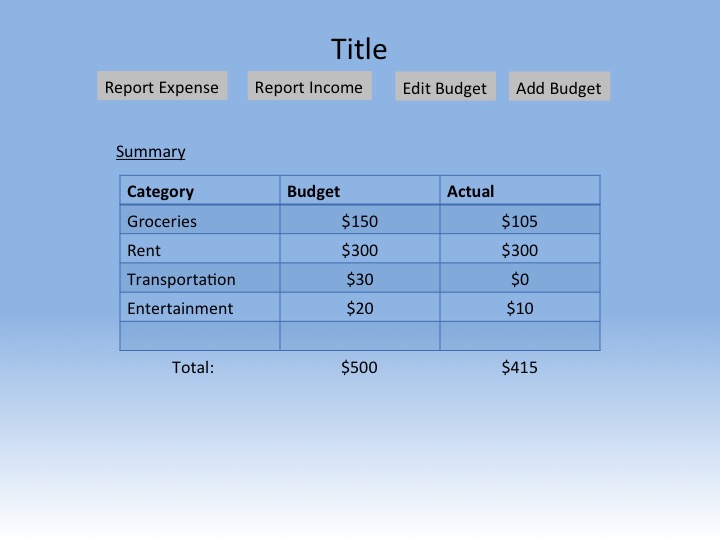 Title
Report Expense Report Income Edit Budget Add Budget
Summary
Category Budget Actual
Groceries $150 $105
Rent $300 $300
Transportation $30 $0
Entertainment $20 $10
Total: $500 $415